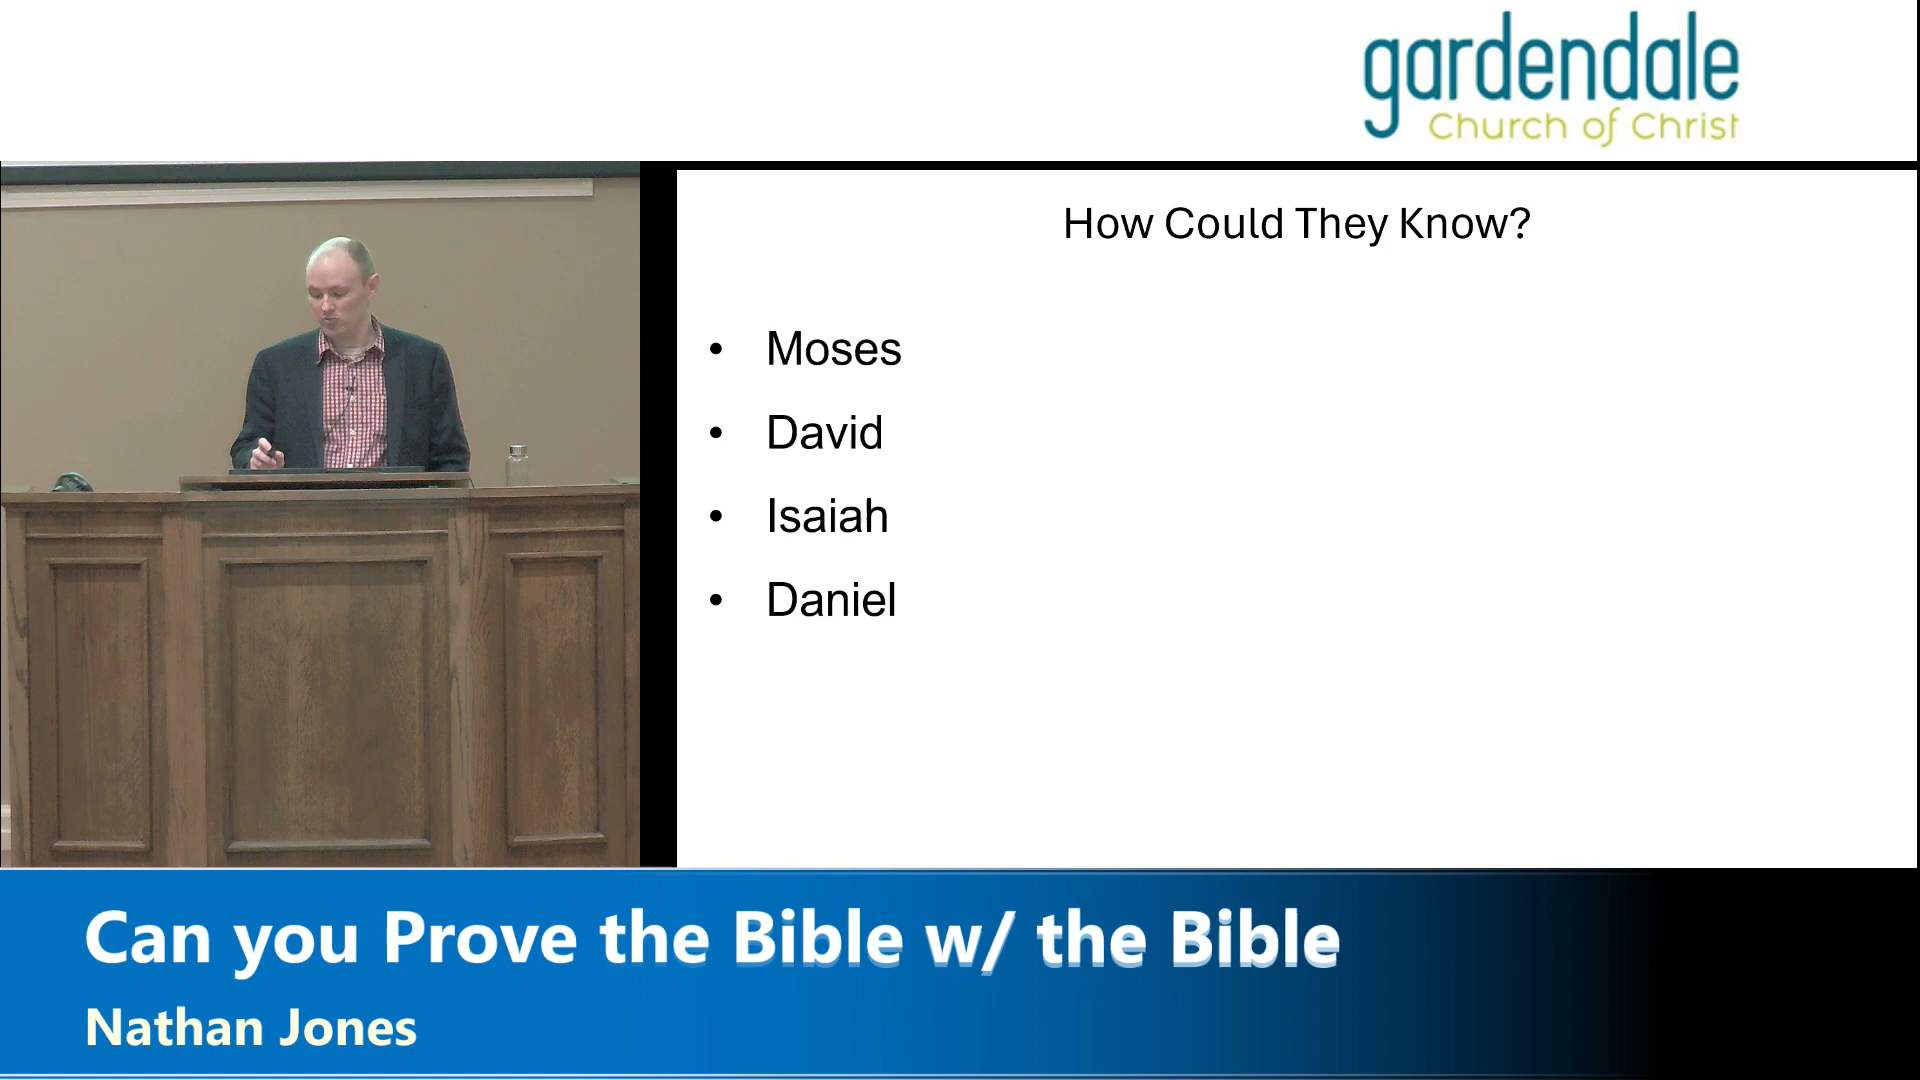 gardendale
Church of Christ
How Could They Know?
• Moses
• David
• Isaiah
• Daniel
Can you Prove the Bible w/ the Bible
Nathan Jones